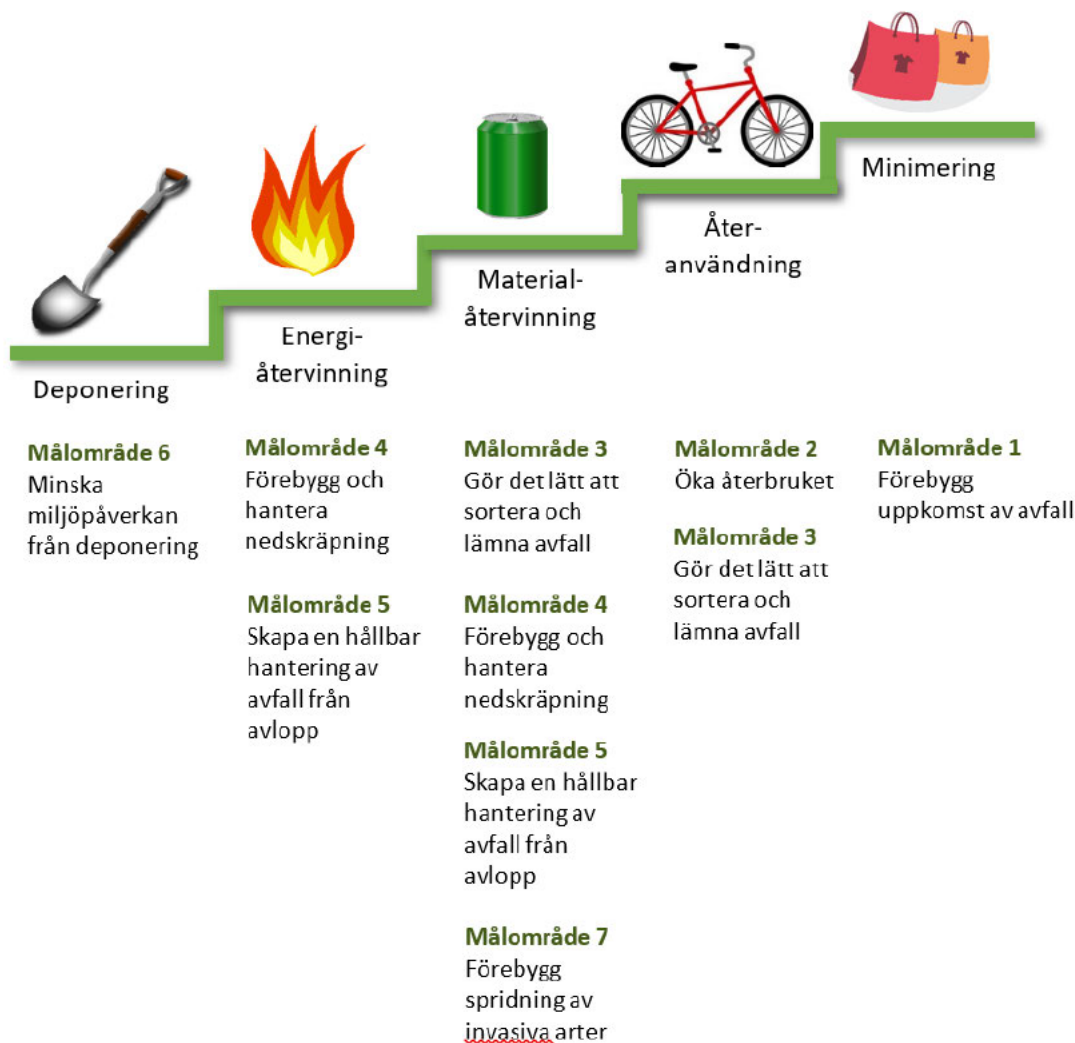 Minimering
Åter-
användning
Material-
återvinning
Energi-
återvinning
Deponering
Målområde 6
Minska
miljöpåverkan
från deponering
Målområde 4
Förebygg och
hantera
nedskräpning
Målområde 5
Skapa en hållbar
hantering av
avfall från
avlopp
Målområde 3
Gör det lätt att
sortera och
lämna avfall
Målområde 4
Förebygg och
hantera
nedskräpning
Målområde 5
Skapa en hållbar
hantering av
avfall från
avlopp
Målområde 7
Förebygg
spridning av
invasiva arter
Målområde 2
Öka återbruket
Målområde 3
Gör det lätt att
sortera och
lämna avfall
Målområde 1
Förebygg
uppkomst av avfall